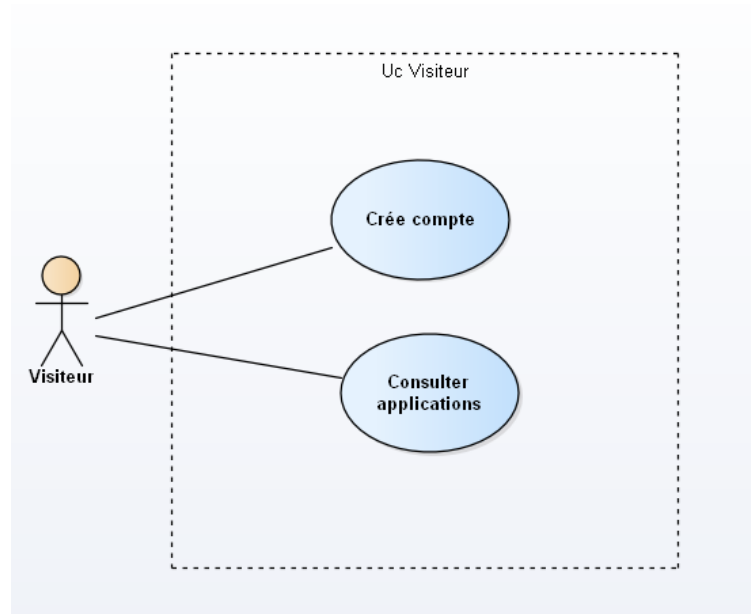 Uc Visiteur
Crée compte
Visiteur
Consulter
applications